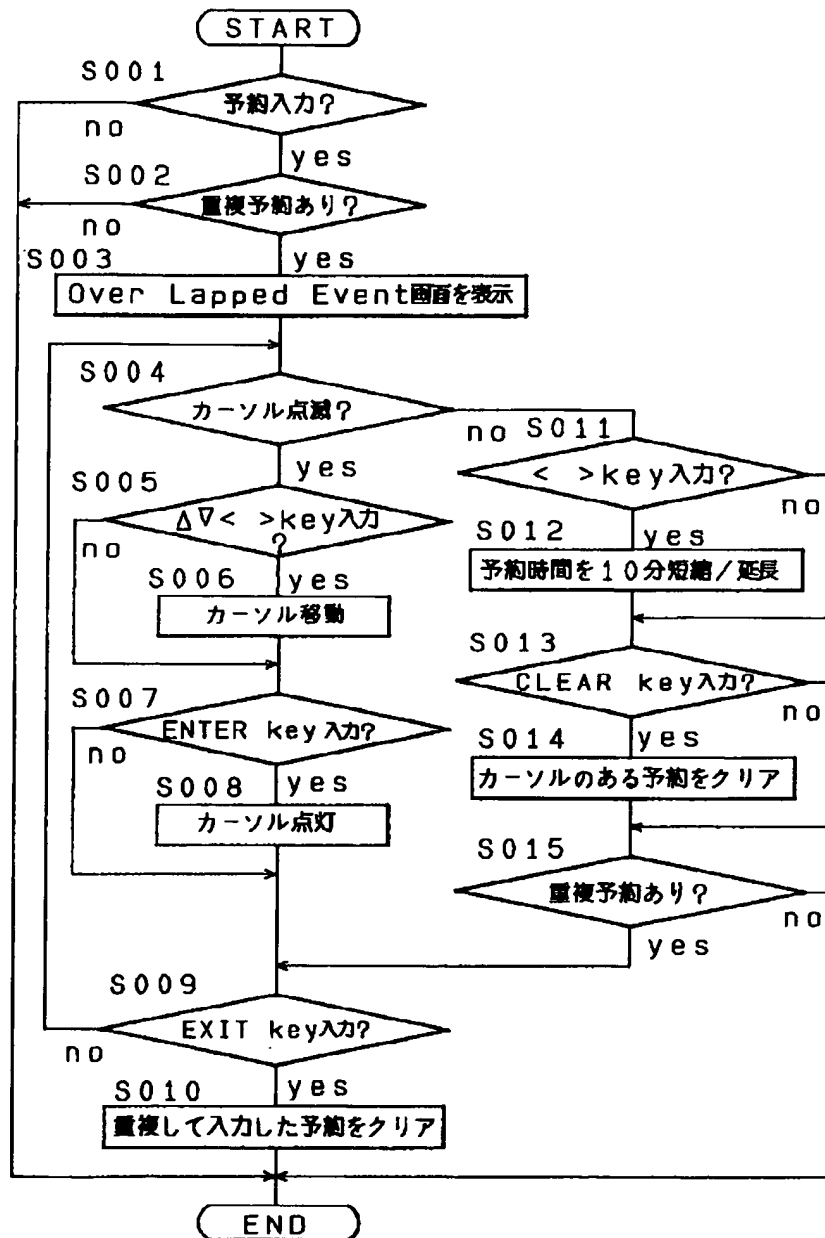 START
S001
予約入力?
no
yes
S002
重複予約あり?
no
yes
S003
Over Lapped Event画面を表示
S004
カーソル点滅?
no
yes
S005
Δ∇< >key入力
?
no
yes
S006
カーソル移動
S007
ENTER key入力?
no
yes
S008
カーソル点灯
S011
< >key入力?
no
yes
S012
予約時間を10分短縮/延長
S013
CLEAR key入力?
no
yes
S014
カーソルのある予約をクリア
S015
重複予約あり?
no
yes
S009
EXIT key入力?
no
yes
S010
重複して入力した予約をクリア
END